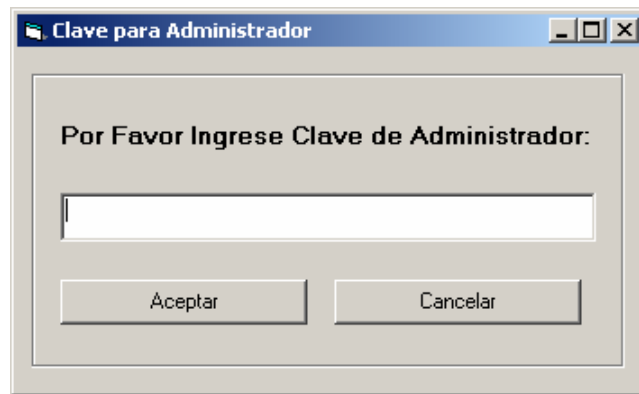 Clave para Administrador
Por Favor Ingrese Clave de Administrador:
Aceptar
Cancelar